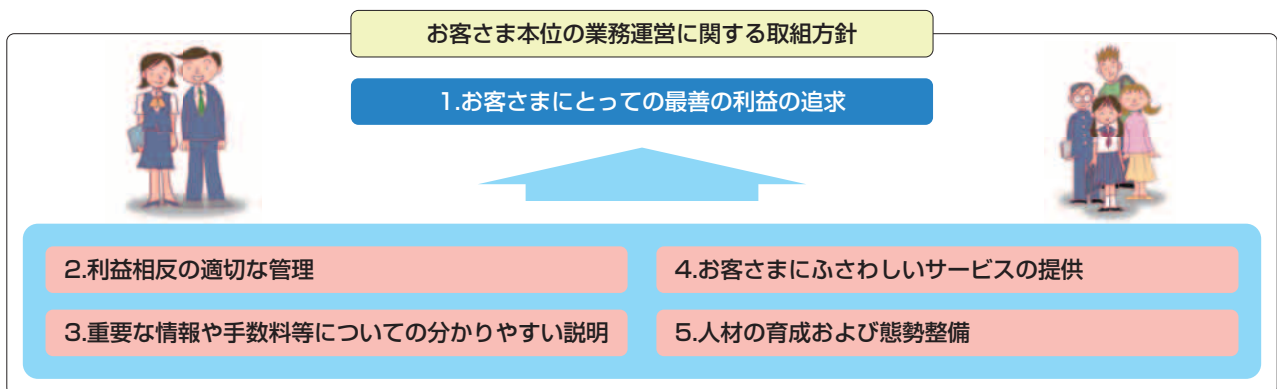 お客さま本位の業務運営に関する取組方針
1.お客さまにとっての最善の利益の追求
2.利益相反の適切な管理
3.重要な情報や手数料等についての分かりやすい説明
4.お客さまにふさわしいサービスの提供
5.人材の育成および態勢整備